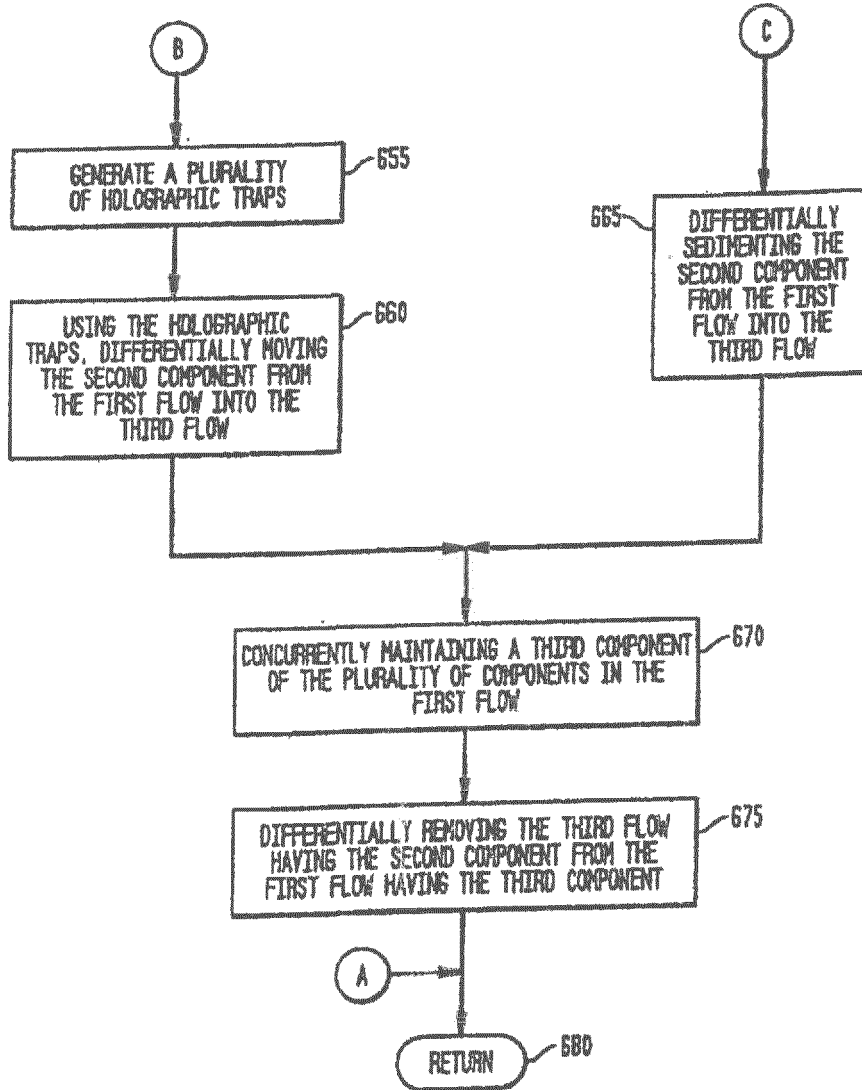 B
C
GENERATE A PLURALITY
OF HOLOGRAPHIC TRAPS
655
665
DIFFERENTIALLY
SEDIMENTING THE
SECOND COMPONENT
FROM THE FIRST
FLOW INTO THE
THIRD FLOW
USING THE HOLOGRAPHIC
TRAPS, DIFFERENTIALLY MOVING
THE SECOND COMPONENT FROM
THE FIRST FLOW INTO THE
THIRD FLOW
660
CONCURRENTLY MAINTAINING A THIRD COMPONENT
OF THE PLURALITY OF COMPONENTS IN THE
FIRST FLOW
670
DIFFERENTIALLY REMOVING THE THIRD FLOW
HAVING THE SECOND COMPONENT FROM THE
FIRST FLOW HAVING THE THIRD COMPONENT
675
A
RETURN
680